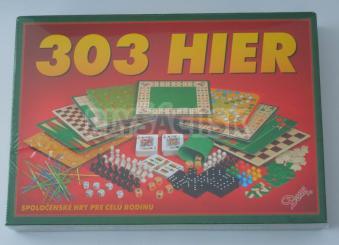 303 HIER
SPOLOČENSKÉ HRY PRE CELÚ RODINU